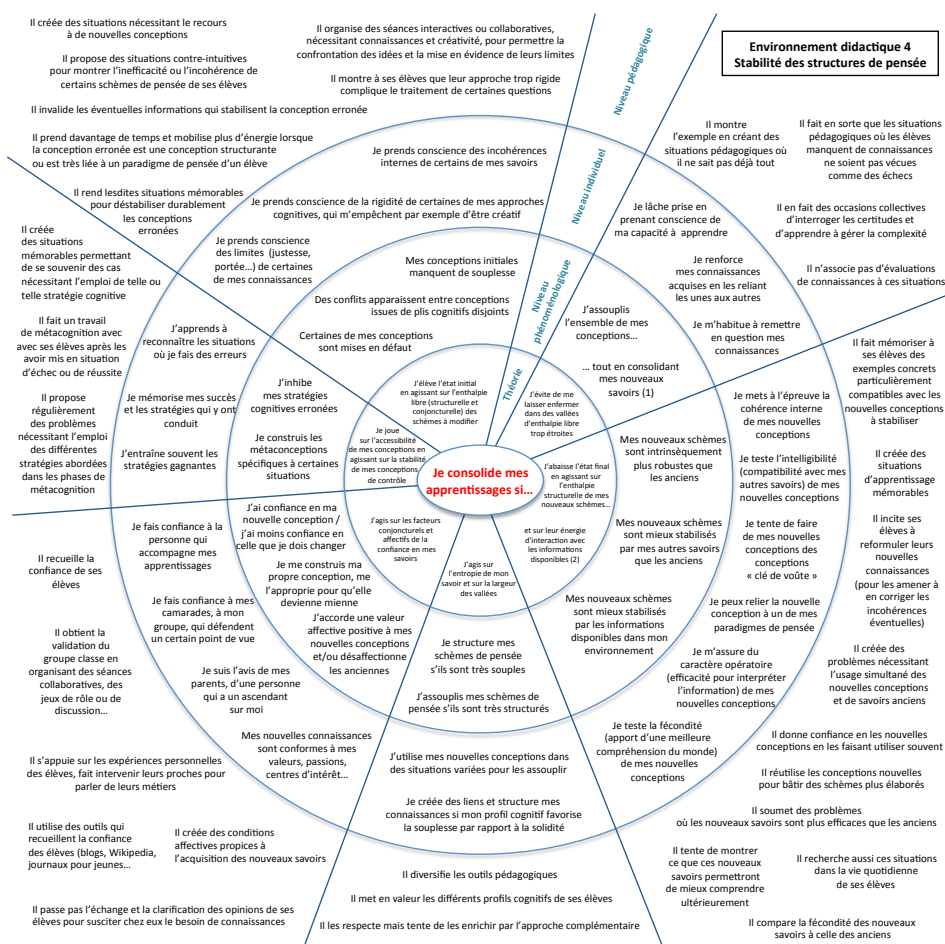 Environnement didactique 4
Stabilité des structures de pensée
Il créée des situations nécessitant le recours
à de nouvelles conceptions
Il propose des situations contre-intuitives
pour montrer l'inefficacité ou l'incohérence de
certains schèmes de pensée de ses élèves
Il invalide les éventuelles informations qui stabilisent la conception erronée
Il prend davantage de temps et mobilise plus d'énergie lorsque
la conception erronée est une conception structurante
ou est très liée à un paradigme de pensée d'un élève
Il rend lesdites situations mémorables
pour déstabiliser durablement
les conceptions
erronées
Il organise des séances interactives ou collaboratives,
nécessitant connaissances et créativité, pour permettre la
confrontation des idées et la mise en évidence de leurs limites
Il montre à ses élèves que leur approche trop rigide
complique le traitement de certaines questions
Niveau pédagogique
Niveau individuel
Niveau
phénoménologique
Théorie
Je prends conscience des incohérences
internes de certains de mes savoirs
Je prends conscience de la rigidité de certaines de mes approches
cognitives, qui m'empêchent par exemple d'être créatif
Je prends conscience
des limites (justesse,
portée...) de certaines
de mes connaissances
Mes conceptions initiales
manquent de souplesse
Des conflits apparaissent entre conceptions
issues de plis cognitifs disjoints
Certaines de mes conceptions
sont mises en défaut
J'élève l'état initial
en agissant sur l'enthalpie
libre (structurelle et
conjoncturelle) des
schèmes à modifier
Il montre
l'exemple en créant des
situations pédagogiques où
il ne sait pas déjà tout
Il fait en sorte que les situations
pédagogiques où les élèves
manquent de connaissances
ne soient pas vécues
comme des échecs
Il en fait des occasions collectives
d'interroger les certitudes et
d'apprendre à gérer la complexité
Il n'associe pas d'évaluations
de connaissances à ces situations
Je lâche prise en
prenant conscience de
ma capacité à apprendre
Je renforce
mes connaissances
acquises en les reliant
les unes aux autres
Je m'habitue à remettre
en question mes
connaissances
J'assouplis
l'ensemble de mes
conceptions...
... tout en consolidant
mes nouveaux
savoirs (1)
J'évite de me
laisser enfermer
dans des vallées
d'enthalpie libre
trop étroites
Il créée
des situations
mémorables permettant
de se souvenir des cas
nécessitant l'emploi de telle ou
telle stratégie cognitive
Il fait un travail
de métacognition avec
avec ses élèves après les
avoir mis en situation
d'échec ou de réussite
Il propose
régulièrement
des problèmes
nécessitant l'emploi
des différentes
stratégies abordées
dans les phases de
métacognition
J'apprends à
reconnaître les situations
où je fais des erreurs
Je mémorise mes succès
et les stratégies qui y ont
conduit
J'entraîne souvent les
stratégies gagnantes
J'inhibe
mes stratégies
cognitives erronées
Je construis les
métaconceptions
spécifiques à certaines
situations
Je joue
sur l'accessibilité
de mes conceptions en
agissant sur la stabilité
de mes conceptions
de contrôle
Je consolide mes
apprentissages si...
J'abaisse l'état final
en agissant sur
l'enthalpie
structurelle de mes
nouveaux schèmes...
et sur leur énergie
d'interaction avec
les informations
disponibles (2)
Mes nouveaux schèmes
sont intrinsèquement
plus robustes que
les anciens
Mes nouveaux schèmes
sont mieux stabilisés
par mes autres savoirs
que les anciens
Mes nouveaux schèmes
sont mieux stabilisés
par les informations
disponibles dans mon
environnement
Je mets à l'épreuve la
cohérence interne
de mes nouvelles
conceptions
Je teste l'intelligibilité
(compatibilité avec mes
autres savoirs) de mes
nouvelles conceptions
Je tente de faire
de mes nouvelles
conceptions des
conceptions
« clé de voûte »
Je peux relier la nouvelle
conception à un de mes
paradigmes de pensée
Je m'assure du
caractère opératoire
(efficacité pour interpréter
l'information) de mes
nouvelles conceptions
Je teste la fécondité
(apport d'une meilleure
compréhension du monde)
de mes nouvelles
conceptions
Il fait mémoriser à
ses élèves des
exemples concrets
particulièrement
compatibles avec les
nouvelles conceptions
à stabiliser
Il créée des
situations
d'apprentissage
mémorables
Il incite ses
élèves à
reformuler leurs
nouvelles
connaissances
(pour les amener à
en corriger les
incohérences
éventuelles)
Il créée des
problèmes nécessitant
l'usage simultané des
nouvelles conceptions
et de savoirs anciens
Il donne confiance en les nouvelles
conceptions en les faisant utiliser souvent
Il réutilise les conceptions nouvelles
pour bâtir des schèmes plus élaborés
Il soumet des problèmes
où les nouveaux savoirs sont plus efficaces que les anciens
Il tente de montrer
ce que ces nouveaux
savoirs permettront
de mieux comprendre
ultérieurement
Il recherche aussi ces situations
dans la vie quotidienne
de ses élèves
Il compare la fécondité des nouveaux
savoirs à celle des anciens
J'agis sur les facteurs
conjoncturels et
affectifs de la
confiance en mes
savoirs
J'ai confiance en ma
nouvelle conception /
j'ai moins confiance en
celle que je dois changer
Je me construis ma
propre conception, me
l'approprie pour qu'elle
devienne mienne
J'accorde une valeur
affective positive à mes
nouvelles conceptions
et/ou désaffectionne
les anciennes
Je fais confiance à la
personne qui
accompagne mes
apprentissages
Je fais confiance à mes
camarades, à mon
groupe, qui défendent
un certain point de vue
Je suis l'avis de mes
parents, d'une personne
qui a un ascendant
sur moi
Mes nouvelles connaissances
sont conformes à mes
valeurs, passions,
centres d'intérêt...
Il recueille la
confiance de ses
élèves
Il obtient la
validation du
groupe classe en
organisant des séances
collaboratives, des
jeux de rôle ou de
discussion...
Il s'appuie sur les expériences personnelles
des élèves, fait intervenir leurs proches pour
parler de leurs métiers
Il utilise des outils qui
recueillent la confiance
des élèves (blogs, Wikipedia,
journaux pour jeunes...
Il créée des conditions
affectives propices à
l'acquisition des nouveaux savoirs
Il passe pas l'échange et la clarification des opinions de ses
élèves pour susciter chez eux le besoin de connaissances
J'agis sur
l'entropie de mon
savoir et sur la largeur
des vallées
Je structure mes
schèmes de pensée
s'ils sont très souples
J'assouplis mes schèmes de
pensée s'ils sont très structurés
J'utilise mes nouvelles conceptions dans
des situations variées pour les assouplir
Je créée des liens et structure mes
connaissances si mon profil cognitif favorise
la souplesse par rapport à la solidité
Il diversifie les outils pédagogiques
Il met en valeur les différents profils cognitifs de ses élèves
Il les respecte mais tente de les enrichir par l'approche complémentaire